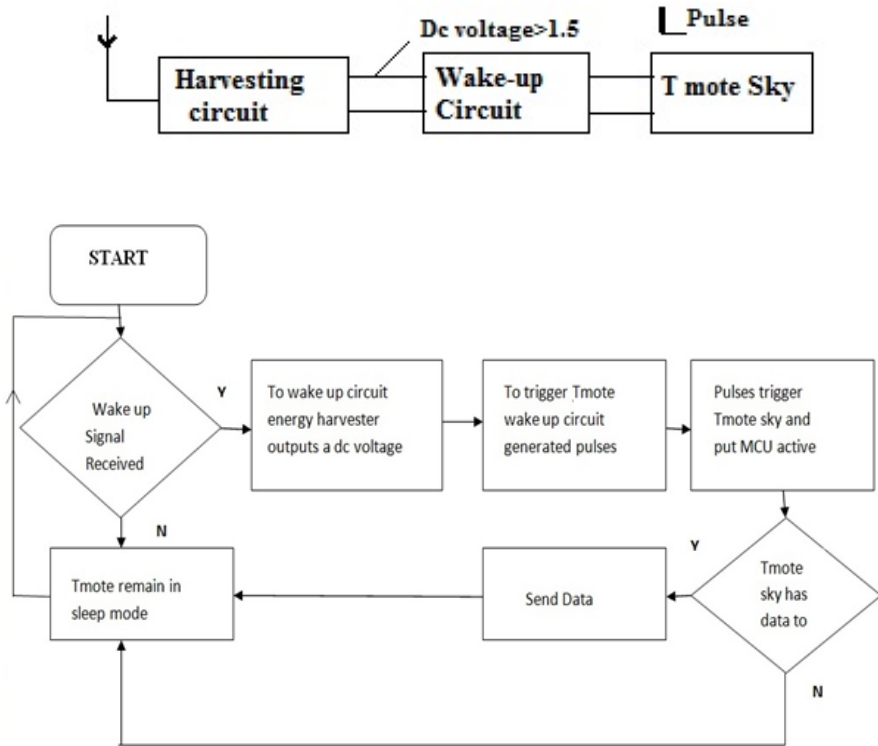 Dc voltage>1.5
Pulse
Harvesting
circuit
Wake-up
Circuit
T mote Sky
START
Wake up
Signal
Received
Y
To wake up circuit
energy harvester
outputs a dc voltage
To trigger Tmote
wake up circuit
generated pulses
Pulses trigger
Tmote sky and
put MCU active
N
Tmote remain in
sleep mode
Send Data
Y
Tmote
sky has
data to
N